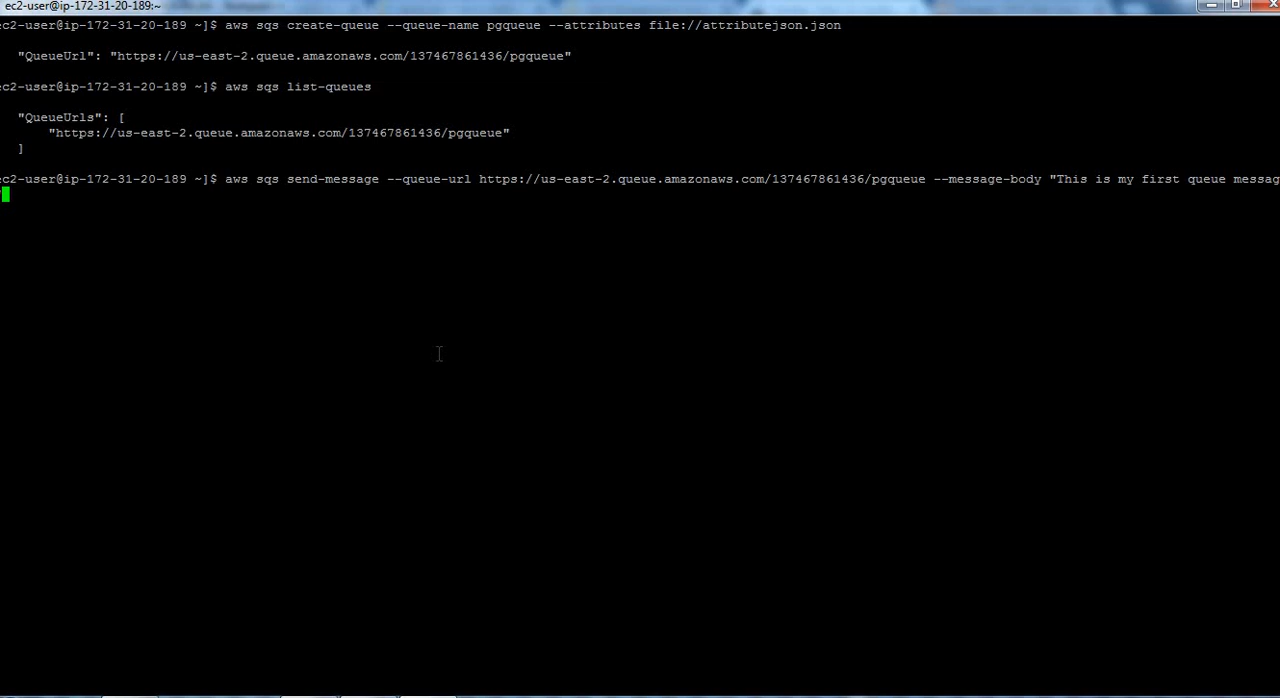 ec2-user@ip-172-31-20-189:~
ec2-user@ip-172-31-20-189 ~]$ aws sqs create-queue --queue-name pgqueue --attributes file://attributejson.json
"QueueUrl": "https://us-east-2.queue.amazonaws.com/137467861436/pgqueue"
ec2-user@ip-172-31-20-189 ~]$ aws sqs list-queues
"QueueUrls": [
"https://us-east-2.queue.amazonaws.com/137467861436/pgqueue"
]
ec2-user@ip-172-31-20-189 ~]$ aws sqs send-message --queue-url https://us-east-2.queue.amazonaws.com/137467861436/pgqueue --message-body "This is my first queue messag